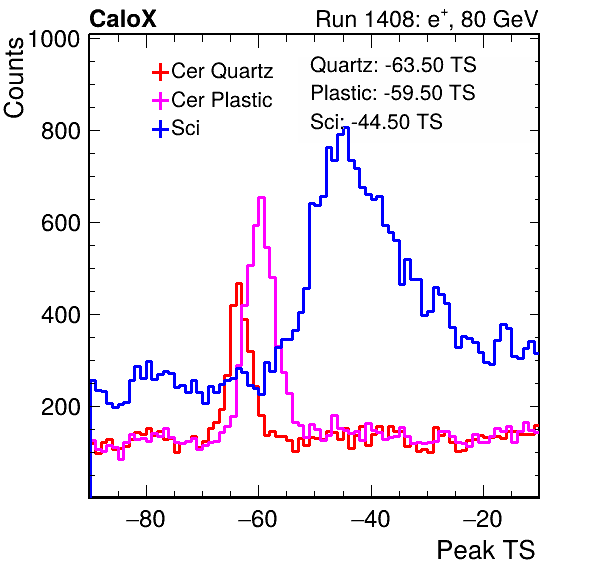 CaloX
Run 1408: e+, 80 GeV
Counts
1000
800
600
400
200
Cer Quartz
Cer Plastic
Sci
Quartz: -63.50 TS
Plastic: -59.50 TS
Sci: -44.50 TS
−80
−60
−40
−20
Peak TS